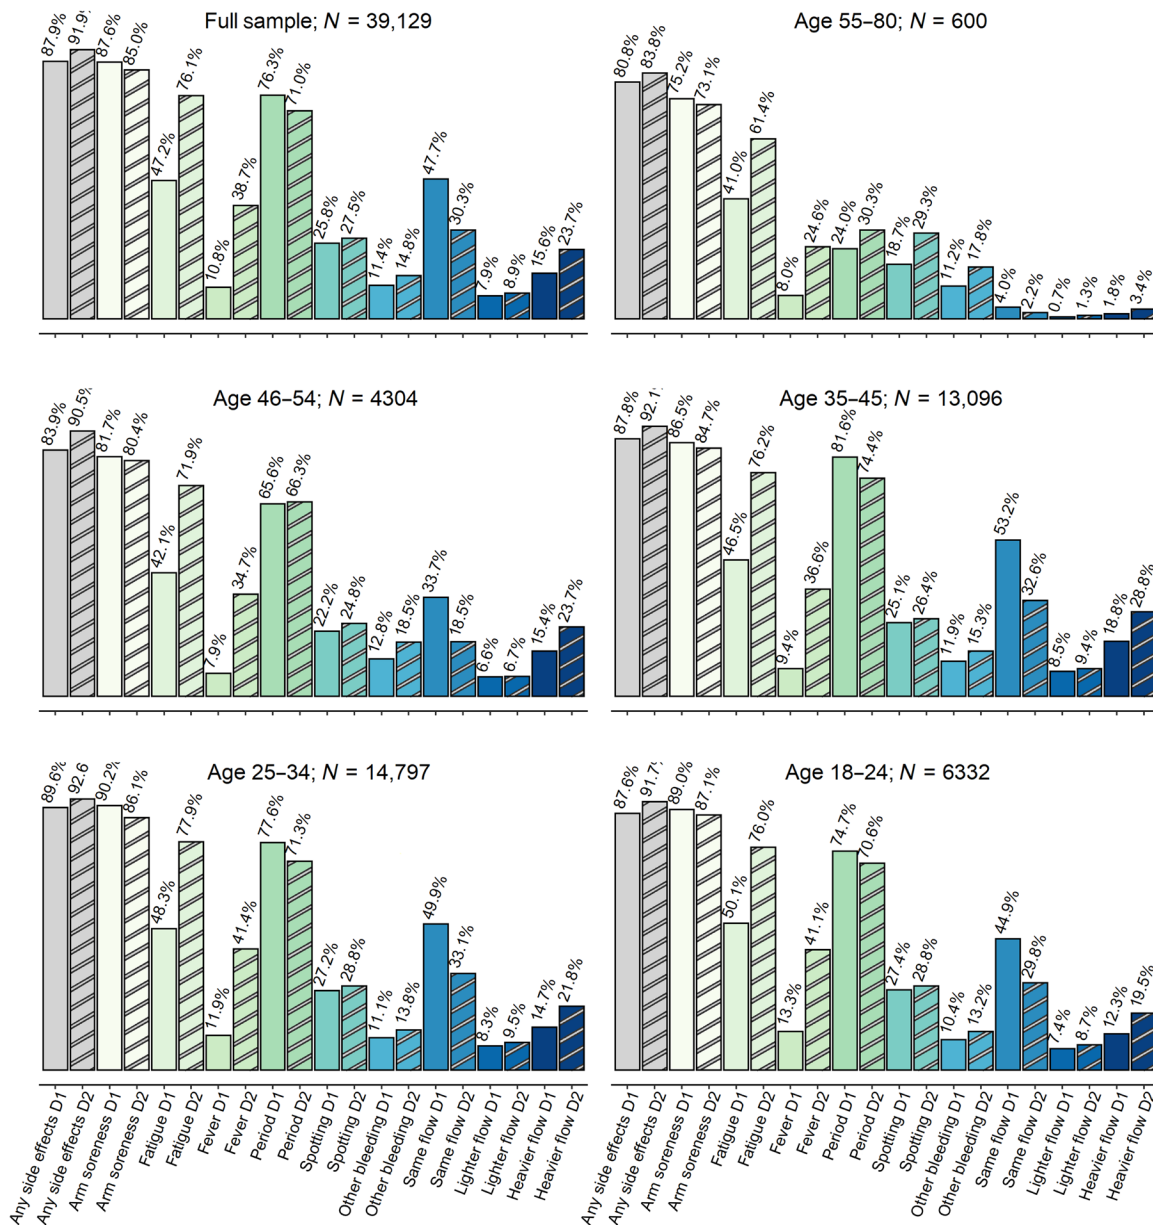 Full sample; N = 39,129
87.9% 91.9% 87.6% 85.0% 47.2% 76.1% 10.8% 38.7% 76.3% 71.0% 25.8% 27.5% 11.4% 14.8% 47.7% 30.3% 7.9% 8.9% 15.6% 23.7%
Age 55–80; N = 600
80.8% 83.8% 75.2% 73.1% 41.0% 61.4% 8.0% 24.6% 24.0% 30.3% 18.7% 29.3% 11.2% 17.8% 4.0% 2.2% 0.7% 1.3% 1.8% 3.4%
Age 46–54; N = 4304
83.9% 90.5% 81.7% 80.4% 42.1% 71.9% 7.9% 34.7% 65.6% 66.3% 22.2% 24.8% 12.8% 18.5% 33.7% 18.5% 6.6% 6.7% 15.4% 23.7%
Age 35–45; N = 13,096
87.8% 92.1% 86.5% 84.7% 46.5% 76.2% 9.4% 36.6% 81.6% 74.4% 25.1% 26.4% 11.9% 15.3% 53.2% 32.6% 8.5% 9.4% 18.8% 28.8%
Age 25–34; N = 14,797
89.6% 92.6 90.2% 86.1% 48.3% 77.9% 11.9% 41.4% 77.6% 71.3% 27.2% 28.8% 11.1% 13.8% 49.9% 33.1% 8.3% 9.5% 14.7% 21.8%
Age 18–24; N = 6332
87.6% 91.7% 89.0% 87.1% 50.1% 76.0% 13.3% 41.1% 74.7% 70.6% 27.4% 28.8% 10.4% 13.2% 44.9% 29.8% 7.4% 8.7% 12.3% 19.5%
Any side effects D1
Any side effects D2
Arm soreness D1
Arm soreness D2
Fatigue D1
Fatigue D2
Fever D1
Fever D2
Period D1
Period D2
Spotting D1
Spotting D2
Other bleeding D1
Other bleeding D2
Same flow D1
Same flow D2
Lighter flow D1
Lighter flow D2
Heavier flow D1
Heavier flow D2
Any side effects D1
Any side effects D2
Arm soreness D1
Arm soreness D2
Fatigue D1
Fatigue D2
Fever D1
Fever D2
Period D1
Period D2
Spotting D1
Spotting D2
Other bleeding D1
Other bleeding D2
Same flow D1
Same flow D2
Lighter flow D1
Lighter flow D2
Heavier flow D1
Heavier flow D2